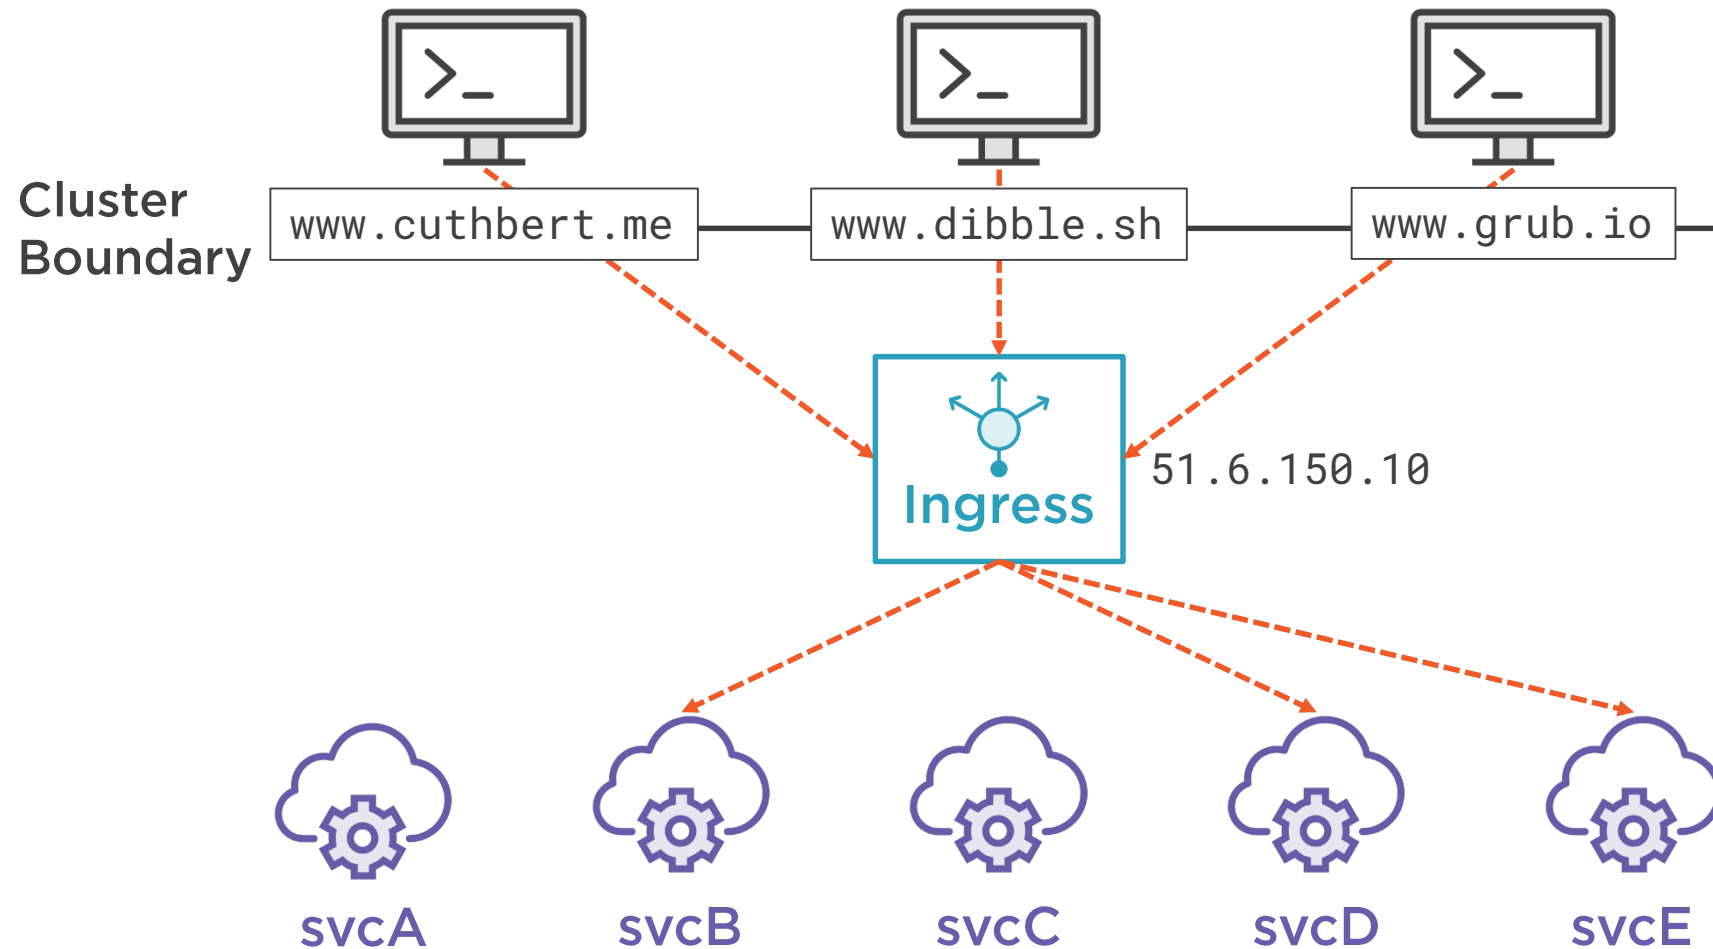 >_
>_
>_
Cluster
Boundary
www.cuthbert.me
www.dibble.sh
www.grub.io
51.6.150.10
Ingress
svcA
svcB
svcC
svcD
svcE